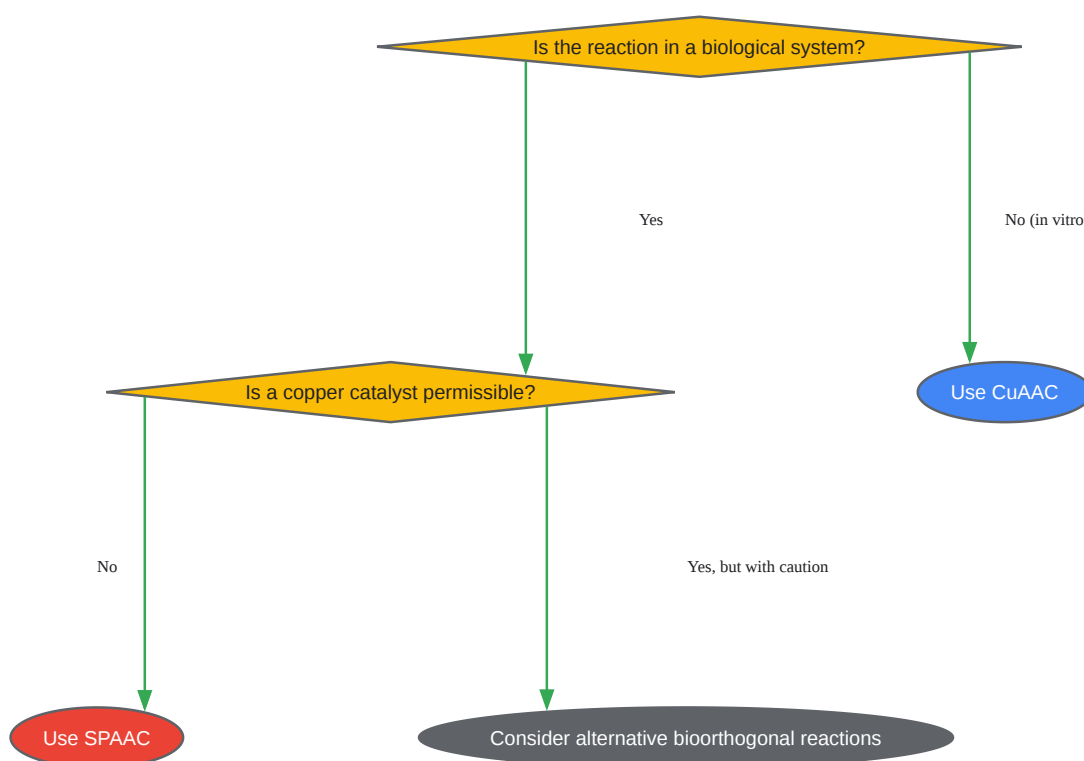 Is the reaction in a biological system?
Yes
No (in vitro
Is a copper catalyst permissible?
Use CuAAC
No
Yes, but with caution
Use SPAAC
Consider alternative bioorthogonal reactions